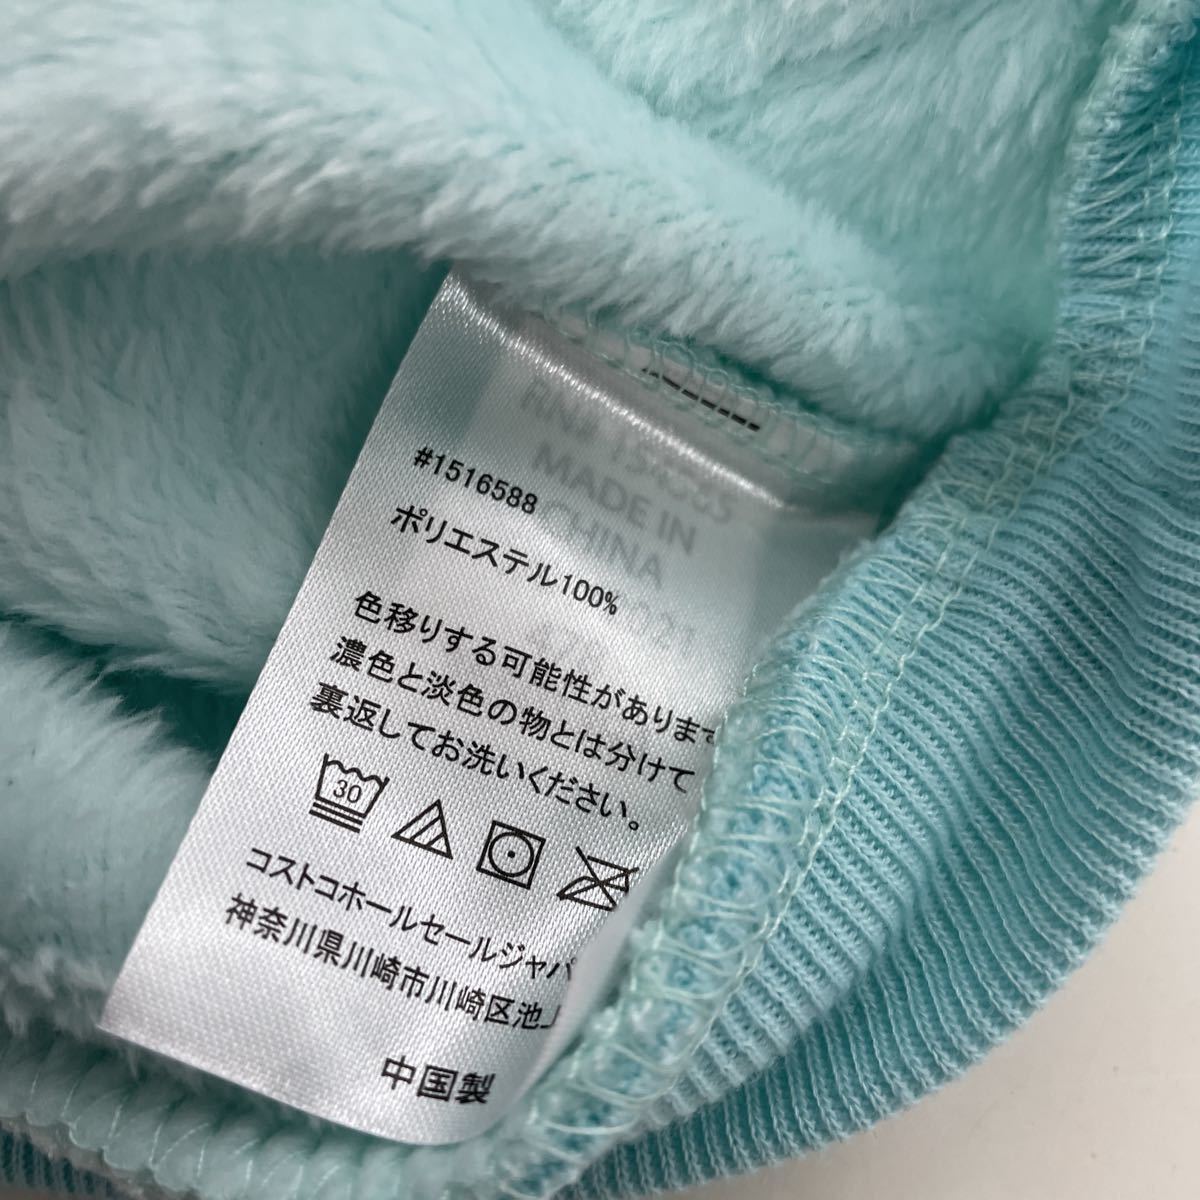 #1516588
ポリエステル100%
色移りする可能性があります
濃色と淡色の物とは分けて
裏返してお洗いください。
30
コストコホールセールジャパ
神奈川県川崎市川崎区池
中国製
MADE IN
CHINA